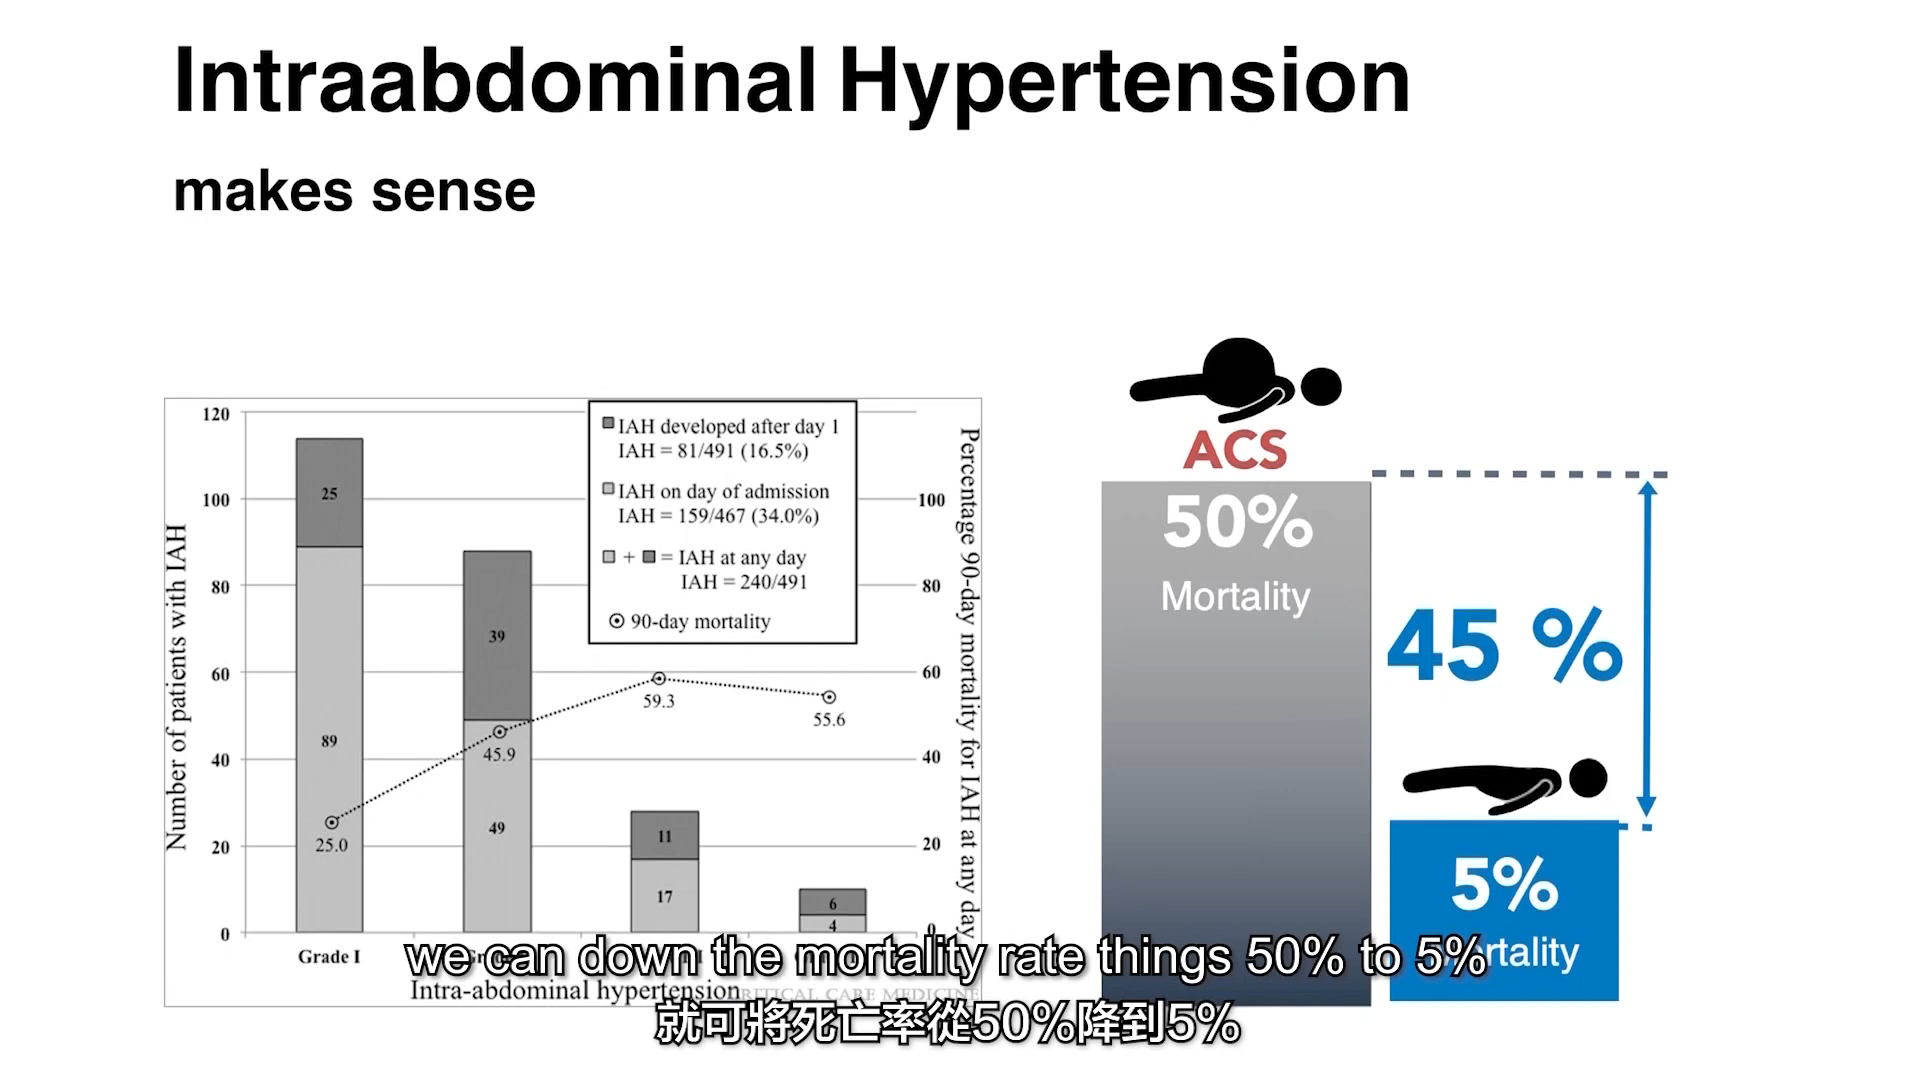 Intraabdominal Hypertension
makes sense
Number of patients with IAH
120
100
80
60
40
20
0
25
89
39
49
11
17
6
4
25.0
45.9
59.3
55.6
IAH developed after day 1
IAH = 81/491 (16.5%)
IAH on day of admission
IAH = 159/467 (34.0%)
+ = IAH at any day
IAH = 240/491
90-day mortality
100
80
60
40
20
0
Percentage 90-day mortality for IAH at any day
Grade I
Intra-abdominal hypertension
CRITICAL CARE MEDICINE
ACS
50%
Mortality
45 %
5%
we can down the mortality rate things 50% to 5%
就可將死亡率從50%降到5%